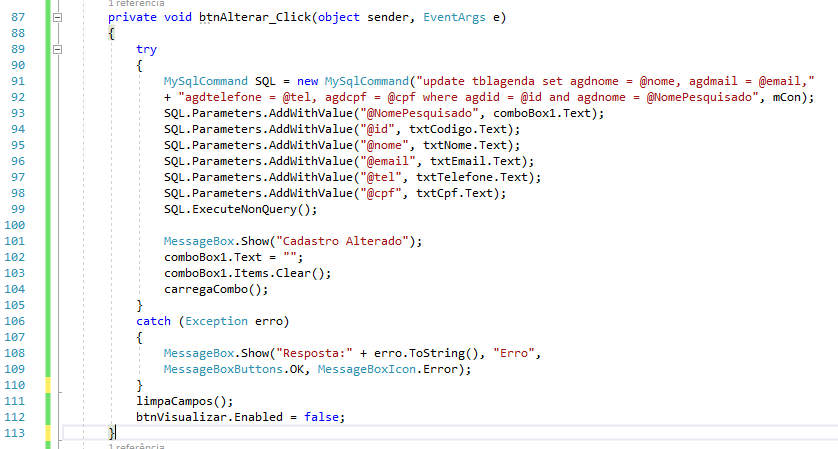 1 referência
87 private void btnAlterar_Click(object sender, EventArgs e)
88 {
89 try
90 {
91 MySqlCommand SQL = new MySqlCommand("update tblagenda set agdnome = @nome, agdmail = @email,"
92 + "agdtelefone = @tel, agdcpf = @cpf where agdid = @id and agdnome = @NomePesquisado", mCon);
93 SQL.Parameters.AddWithValue("@NomePesquisado", comboBox1.Text);
94 SQL.Parameters.AddWithValue("@id", txtCodigo.Text);
95 SQL.Parameters.AddWithValue("@nome", txtNome.Text);
96 SQL.Parameters.AddWithValue("@email", txtEmail.Text);
97 SQL.Parameters.AddWithValue("@tel", txtTelefone.Text);
98 SQL.Parameters.AddWithValue("@cpf", txtCpf.Text);
99 SQL.ExecuteNonQuery();
100
101 MessageBox.Show("Cadastro Alterado");
102 comboBox1.Text = "";
103 comboBox1.Items.Clear();
104 carregaCombo();
105 }
106 catch (Exception erro)
107 {
108 MessageBox.Show("Resposta:" + erro.ToString(), "Erro",
109 MessageBoxButtons.OK, MessageBoxIcon.Error);
110 }
111 limpaCampos();
112 btnVisualizar.Enabled = false;
113 }
1 referência